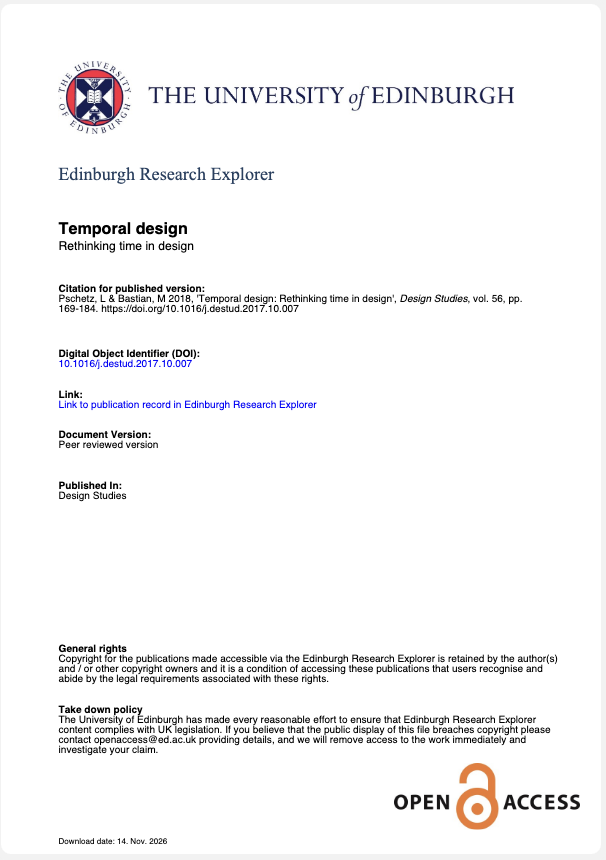 THE UNIVERSITY of EDINBURGH
THE UNIVERSITY
OF EDINBURGH
Edinburgh Research Explorer
Temporal design
Rethinking time in design
Citation for published version:
Pschetz, L & Bastian, M 2018, 'Temporal design: Rethinking time in design', Design Studies, vol. 56, pp.
169-184. https://doi.org/10.1016/j.destud.2017.10.007
Digital Object Identifier (DOI):
10.1016/j.destud.2017.10.007
Link:
Link to publication record in Edinburgh Research Explorer
Document Version:
Peer reviewed version
Published In:
Design Studies
General rights
Copyright for the publications made accessible via the Edinburgh Research Explorer is retained by the author(s)
and / or other copyright owners and it is a condition of accessing these publications that users recognise and
abide by the legal requirements associated with these rights.
Take down policy
The University of Edinburgh has made every reasonable effort to ensure that Edinburgh Research Explorer
content complies with UK legislation. If you believe that the public display of this file breaches copyright please
contact openaccess@ed.ac.uk providing details, and we will remove access to the work immediately and
investigate your claim.
OPEN ACCESS
Download date: 14. Nov. 2026